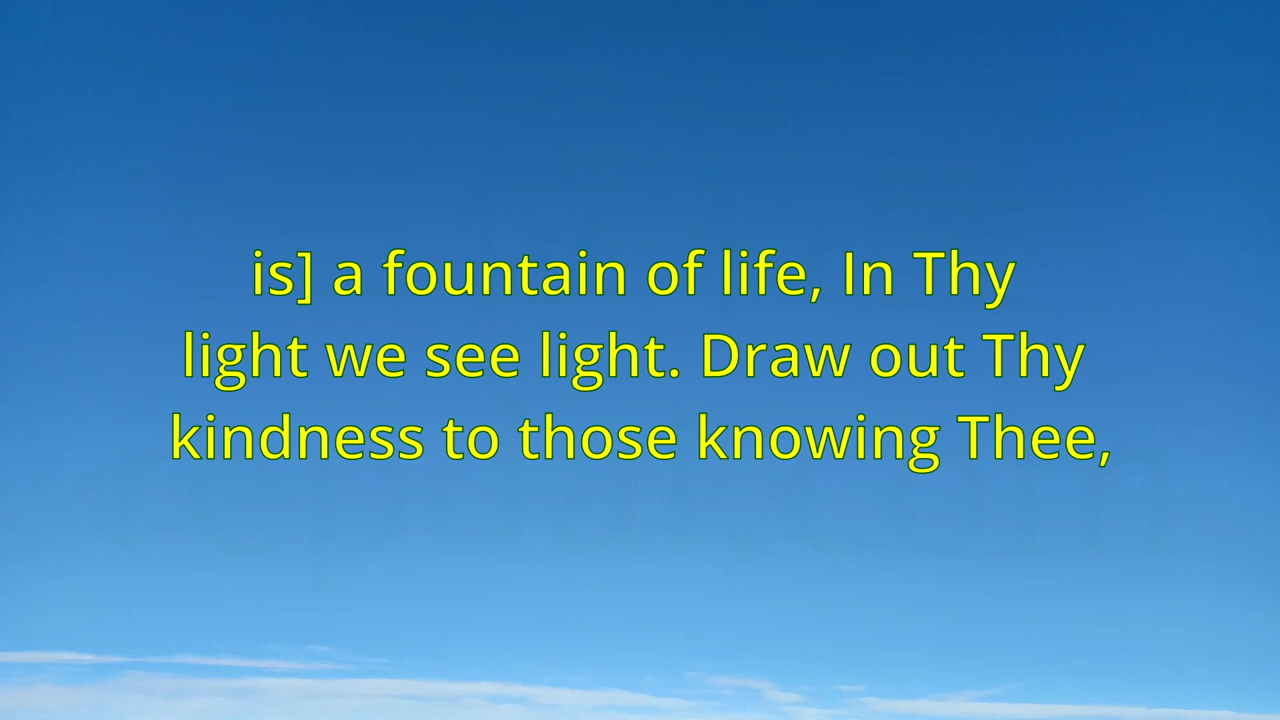 is] a fountain of life, In Thy
light we see light. Draw out Thy
kindness to those knowing Thee,